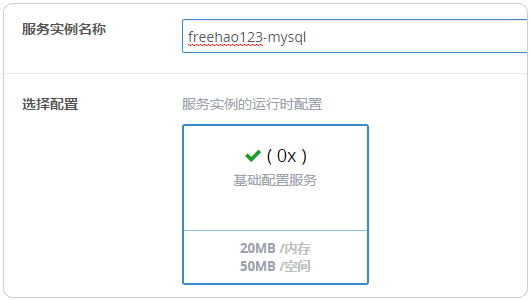 服务实例名称
freehao123-mysql
选择配置
服务实例的运行时配置
( 0x )
基础配置服务
20MB /内存
50MB /空间